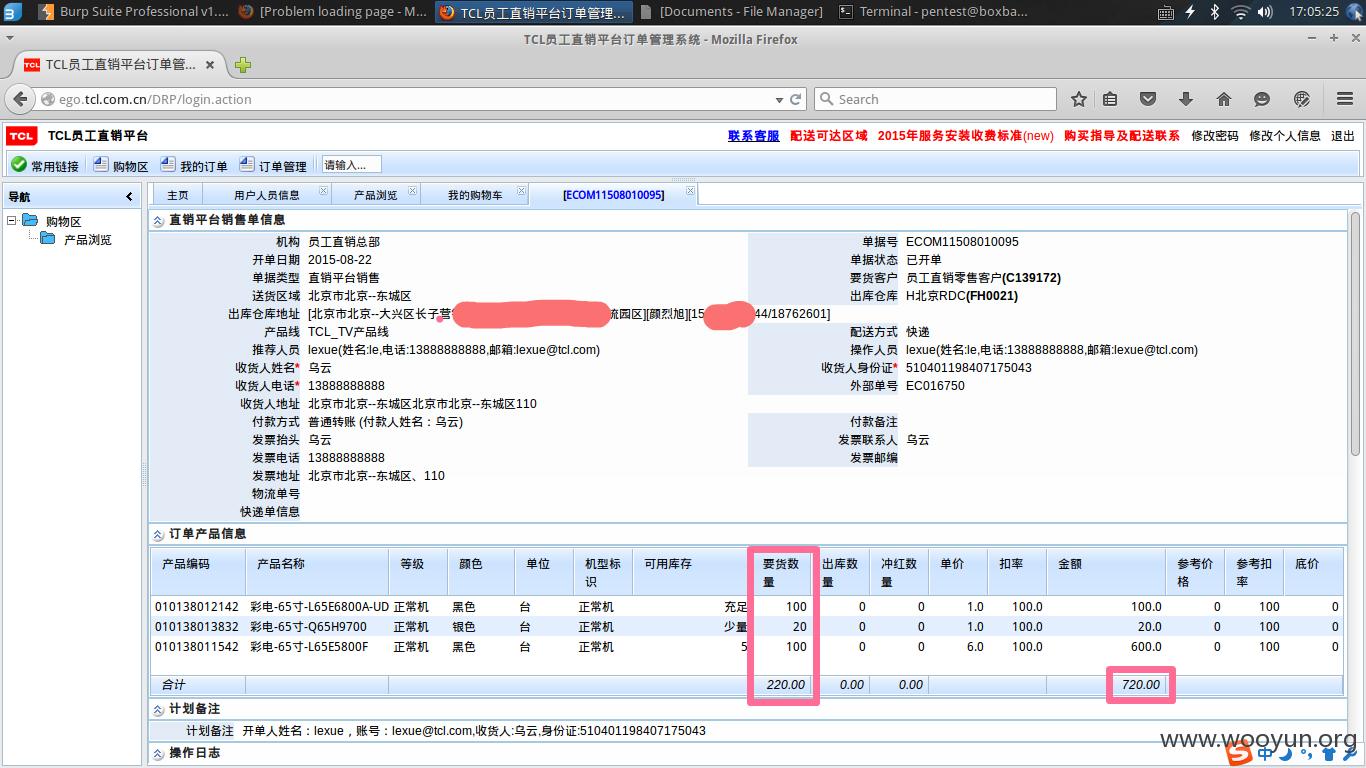 Burp Suite Professional v1....
[Problem loading page - M...
TCL员工直销平台订单管理...
[Documents - File Manager]
Terminal - pentest@boxba...
17:05:25
TCL员工直销平台订单管理系统 - Mozilla Firefox
TCL员工直销平台订单管...
ego.tcl.com.cn/DRP/login.action
Search
TCL TCL员工直销平台
联系客服 配送可达区域 2015年服务安装收费标准(new) 购买指导及配送联系 修改密码 修改个人信息 退出
常用链接 购物区 我的订单 订单管理 请输入...
导航
购物区
产品浏览
主页 用户人员信息 产品浏览 我的购物车 [ECOM11508010095]
直销平台销售单信息
机构 员工直销总部 单据号 ECOM11508010095
开单日期 2015-08-22 单据状态 已开单
单据类型 直销平台销售 要货客户 员工直销零售客户(C139172)
送货区域 北京市北京--东城区 出库仓库 H北京RDC(FH0021)
出库仓库地址 [北京市北京--大兴区长子营 流园区][颜烈旭][15 44/18762601]
产品线 TCL_TV产品线 配送方式 快递
推荐人员 lexue(姓名:le,电话:13888888888,邮箱:lexue@tcl.com) 操作人员 lexue(姓名:le,电话:13888888888,邮箱:lexue@tcl.com)
收货人姓名* 乌云 收货人身份证* 510401198407175043
收货人电话* 13888888888 外部单号 EC016750
收货人地址 北京市北京--东城区北京市北京--东城区110
付款方式 普通转账 (付款人姓名：乌云) 付款备注
发票抬头 乌云 发票联系人 乌云
发票电话 13888888888 发票邮编
发票地址 北京市北京--东城区、110
物流单号
快递单信息
订单产品信息
产品编码 产品名称 等级 颜色 单位 机型标识 可用库存 要货数量 出库数量 冲红数量 单价 扣率 金额 参考价格 参考扣率 底价
010138012142 彩电-65寸-L65E6800A-UD 正常机 黑色 台 正常机 充足 100 0 0 1.0 100.0 100.0 0 100 0
010138013832 彩电-65寸-Q65H9700 正常机 银色 台 正常机 少量 20 0 0 1.0 100.0 20.0 0 100 0
010138011542 彩电-65寸-L65E5800F 正常机 黑色 台 正常机 5 100 0 0 6.0 100.0 600.0 0 100 0
合计 220.00 0.00 0.00 720.00
计划备注
计划备注 开单人姓名：lexue，账号：lexue@tcl.com,收货人:乌云,身份证:510401198407175043
操作日志
www.wooyun.org
中